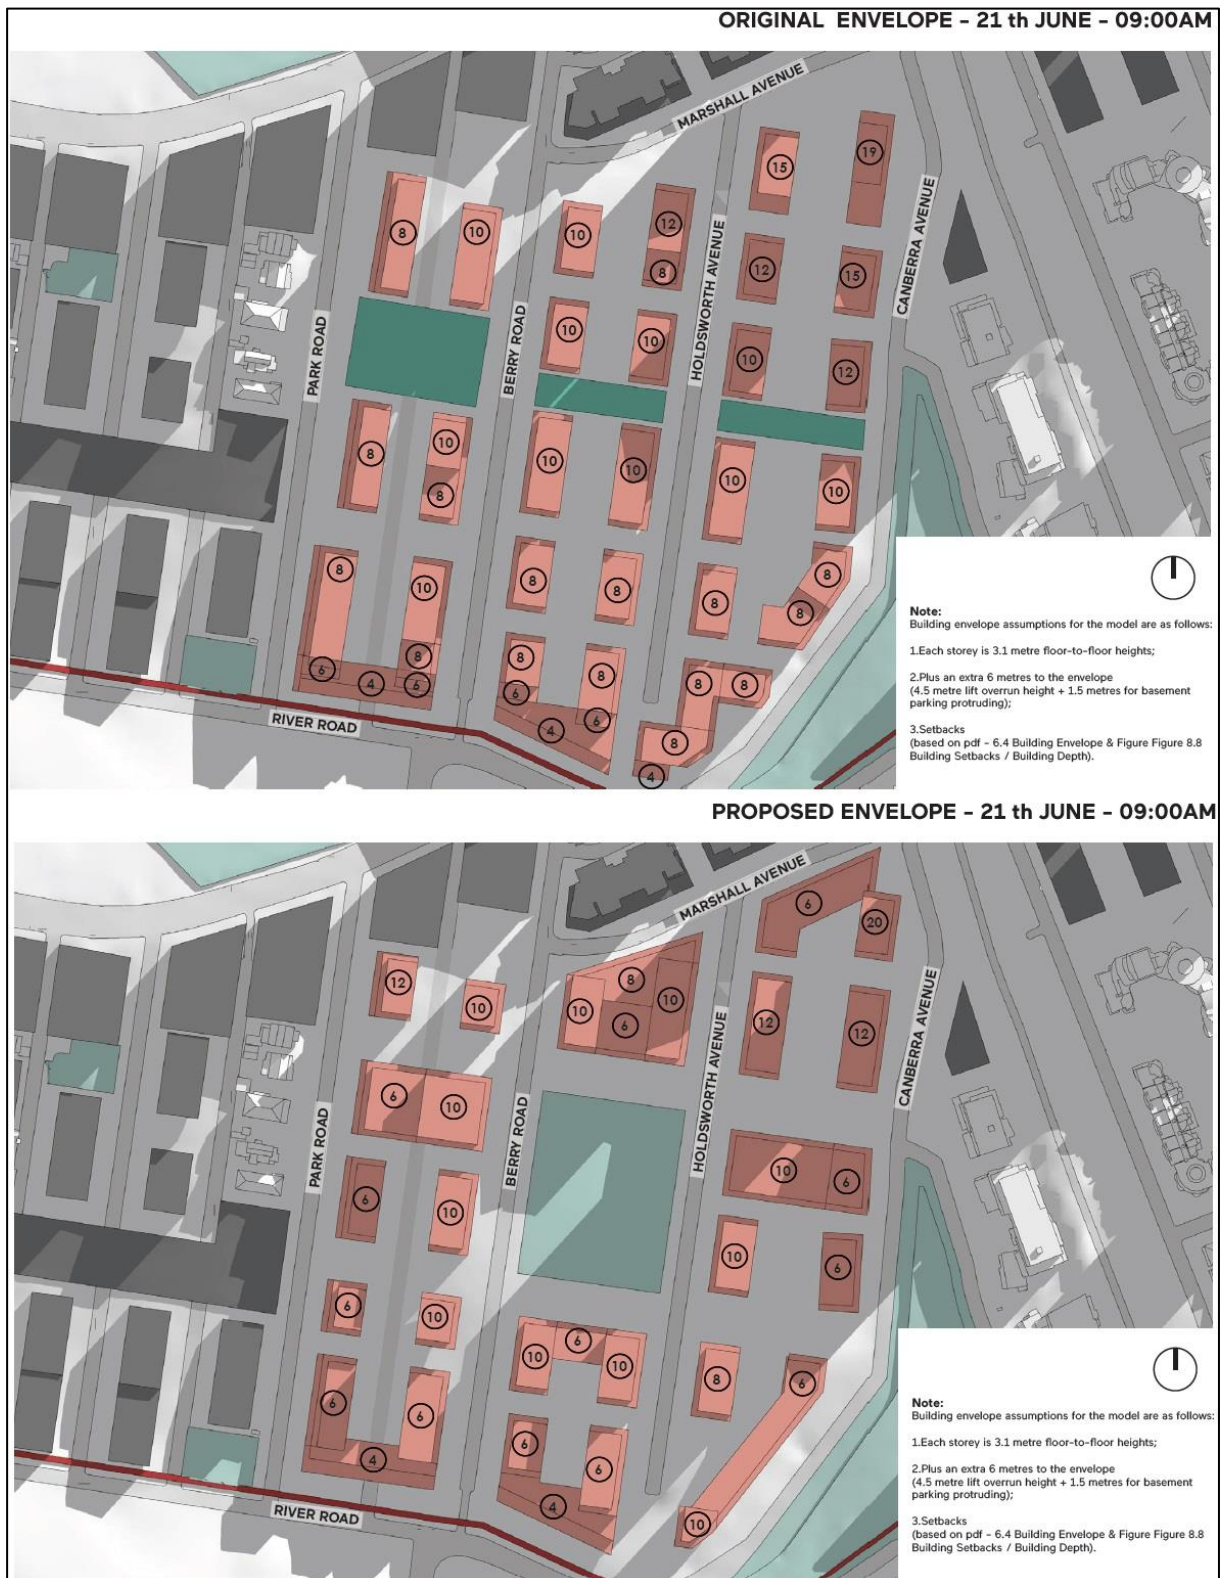 ORIGINAL ENVELOPE - 21 th JUNE - 09:00AM
MARSHALL AVENUE
19
15
8
10
10
12
8
12
15
HOLDSWORTH AVENUE
CANBERRA AVENUE
10
10
10
12
PARK ROAD
BERRY ROAD
8
10
8
10
10
10
10
8
10
8
8
8
8
8
6
4
8
6
RIVER ROAD
8
6
4
8
6
8
8
8
4
Note:
Building envelope assumptions for the model are as follows:
1.Each storey is 3.1 metre floor-to-floor heights;
2.Plus an extra 6 metres to the envelope
(4.5 metre lift overrun height + 1.5 metres for basement
parking protruding);
3.Setbacks
(based on pdf - 6.4 Building Envelope & Figure Figure 8.8
Building Setbacks / Building Depth).
PROPOSED ENVELOPE - 21 th JUNE - 09:00AM
MARSHALL AVENUE
6
20
12
10
8
10
6
10
12
12
HOLDSWORTH AVENUE
CANBERRA AVENUE
6
10
PARK ROAD
BERRY ROAD
10
6
6
10
10
6
6
10
10
6
10
8
6
6
6
4
RIVER ROAD
6
6
4
10
Note:
Building envelope assumptions for the model are as follows:
1.Each storey is 3.1 metre floor-to-floor heights;
2.Plus an extra 6 metres to the envelope
(4.5 metre lift overrun height + 1.5 metres for basement
parking protruding);
3.Setbacks
(based on pdf - 6.4 Building Envelope & Figure Figure 8.8
Building Setbacks / Building Depth).